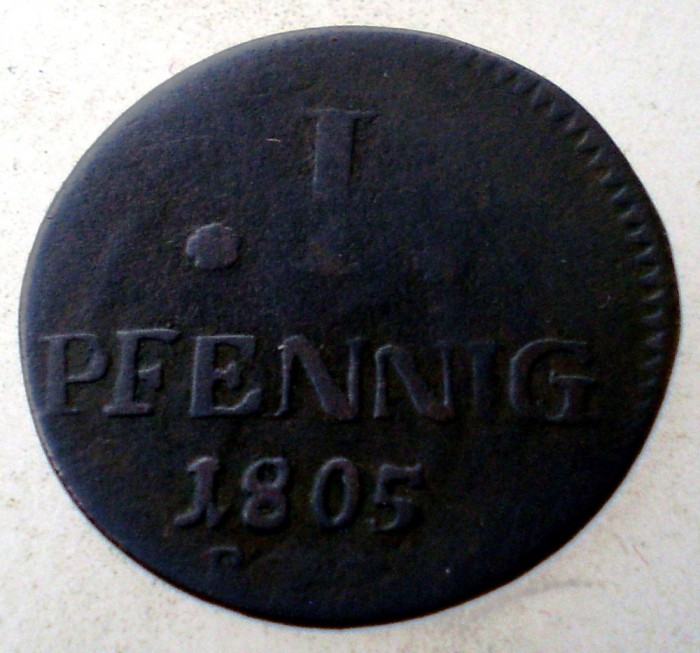 . I
PFENNIG
1805